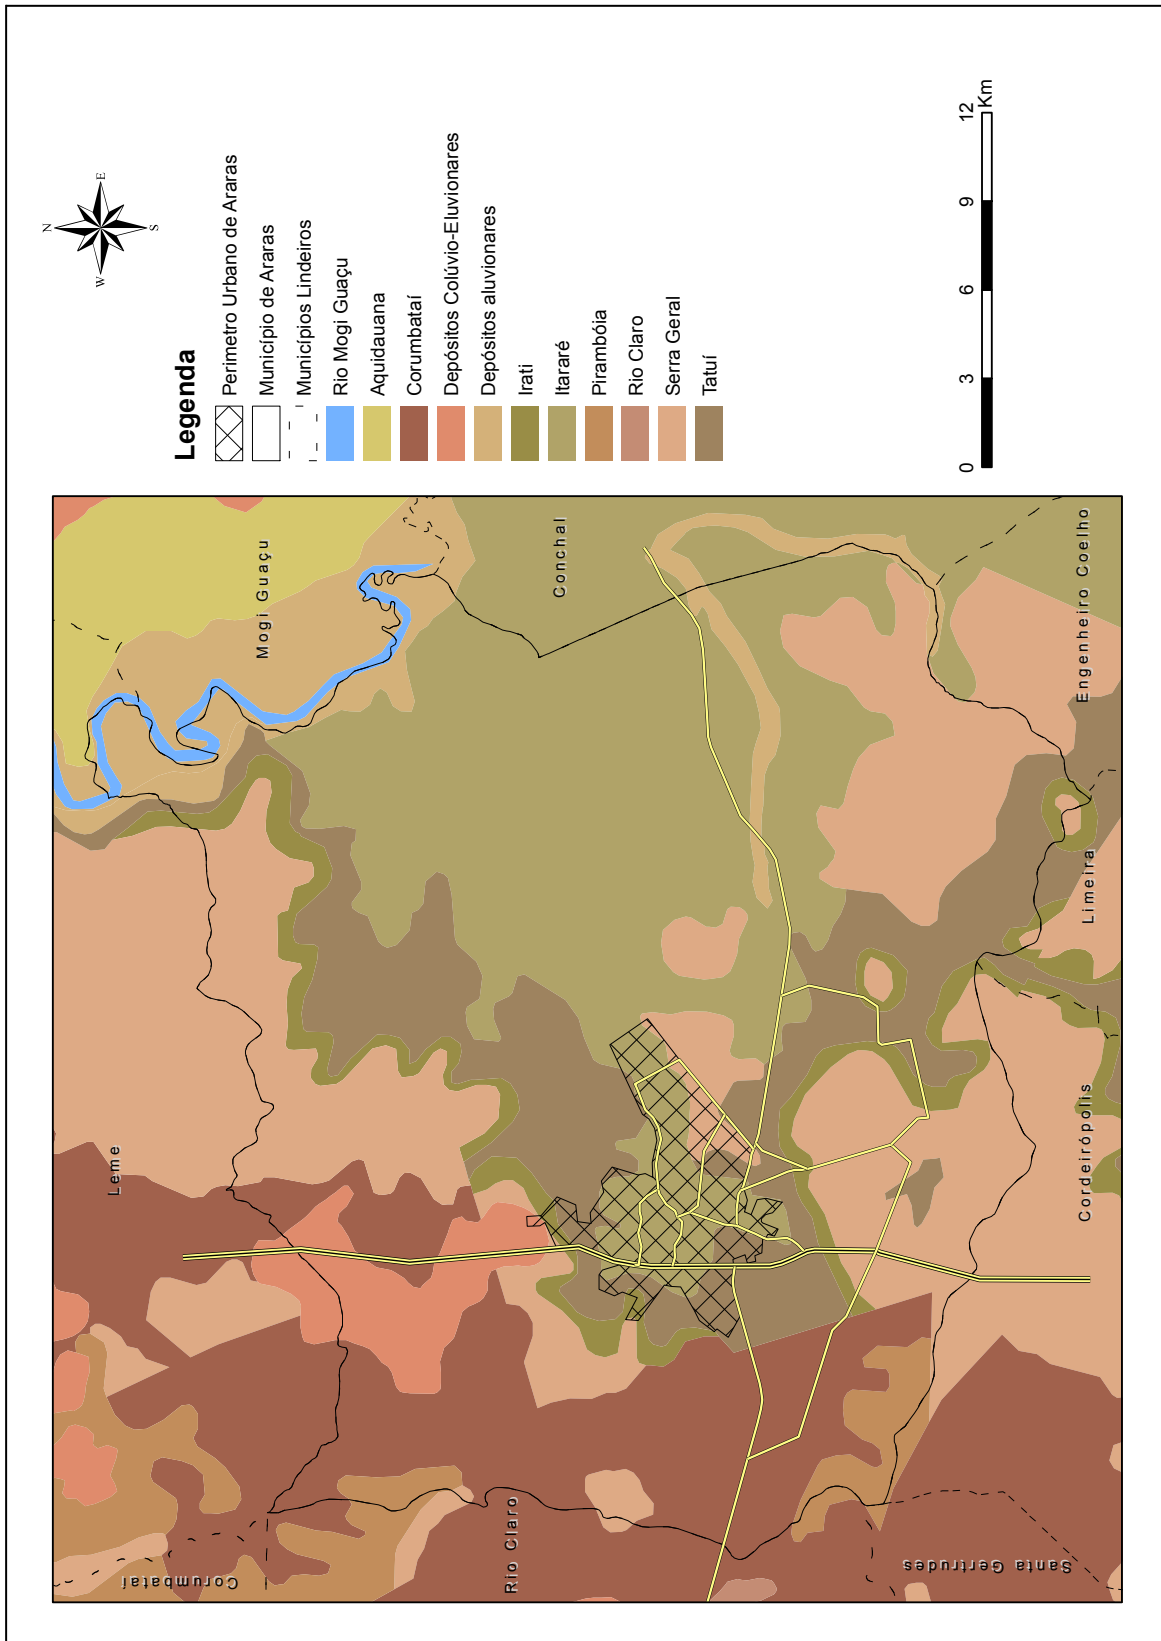 N
E
S
W
Legenda
Perimetro Urbano de Araras
Município de Araras
Municípios Lindeiros
Rio Mogi Guaçu
Aquidauana
Corumbataí
Depósitos Colúvio-Eluvionares
Depósitos aluvionares
Irati
Itararé
Pirambóia
Rio Claro
Serra Geral
Tatuí
0 3 6 9 12
Km
Leme
Mogi Guaçu
Conchal
Engenheiro Coelho
Limeira
Cordeirópolis
Santa Gertrudes
Rio Claro
Corumbataí